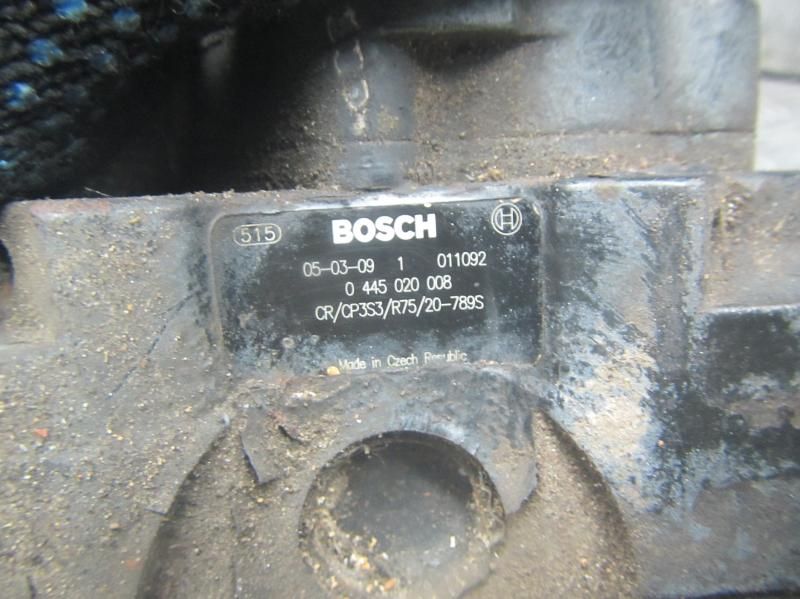 515 BOSCH H
05-03-09 1 011092
0 445 020 008
CR/CP3S3/R75/20-789S
Made in Czech Republic